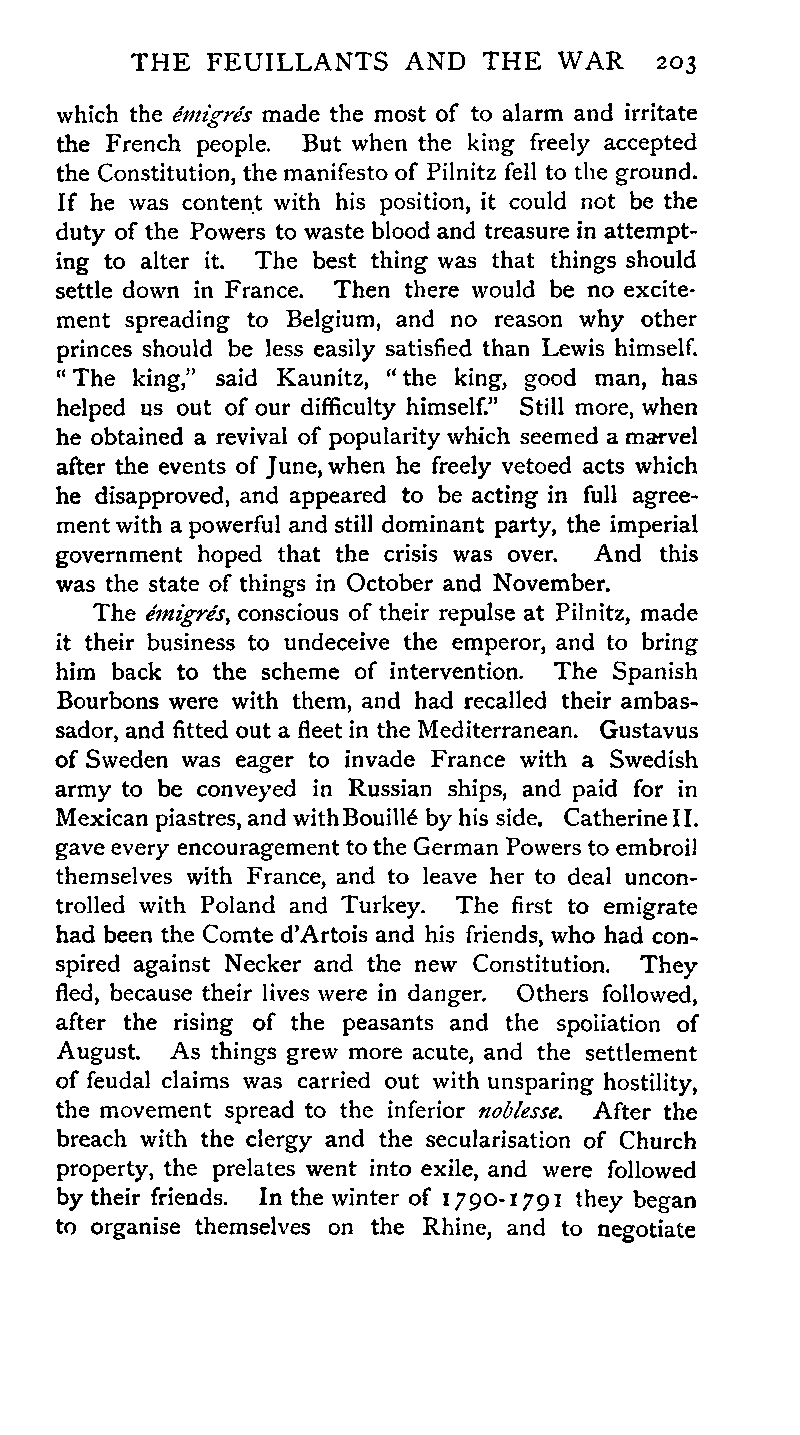 THE FEUILLANTS AND THE WAR 203
which the émigrés made the most of to alarm and irritate
the French people. But when the king freely accepted
the Constitution, the manifesto of Pilnitz fell to the ground.
If he was content with his position, it could not be the
duty of the Powers to waste blood and treasure in attempt-
ing to alter it. The best thing was that things should
settle down in France. Then there would be no excite-
ment spreading to Belgium, and no reason why other
princes should be less easily satisfied than Lewis himself.
“The king,” said Kaunitz, “the king, good man, has
helped us out of our difficulty himself.” Still more, when
he obtained a revival of popularity which seemed a marvel
after the events of June, when he freely vetoed acts which
he disapproved, and appeared to be acting in full agree-
ment with a powerful and still dominant party, the imperial
government hoped that the crisis was over. And this
was the state of things in October and November.
The émigrés, conscious of their repulse at Pilnitz, made
it their business to undeceive the emperor, and to bring
him back to the scheme of intervention. The Spanish
Bourbons were with them, and had recalled their ambas-
sador, and fitted out a fleet in the Mediterranean. Gustavus
of Sweden was eager to invade France with a Swedish
army to be conveyed in Russian ships, and paid for in
Mexican piastres, and with Bouillé by his side. Catherine II.
gave every encouragement to the German Powers to embroil
themselves with France, and to leave her to deal uncon-
trolled with Poland and Turkey. The first to emigrate
had been the Comte d’Artois and his friends, who had con-
spired against Necker and the new Constitution. They
fled, because their lives were in danger. Others followed,
after the rising of the peasants and the spoliation of
August. As things grew more acute, and the settlement
of feudal claims was carried out with unsparing hostility,
the movement spread to the inferior noblesse. After the
breach with the clergy and the secularisation of Church
property, the prelates went into exile, and were followed
by their friends. In the winter of 1790-1791 they began
to organise themselves on the Rhine, and to negotiate